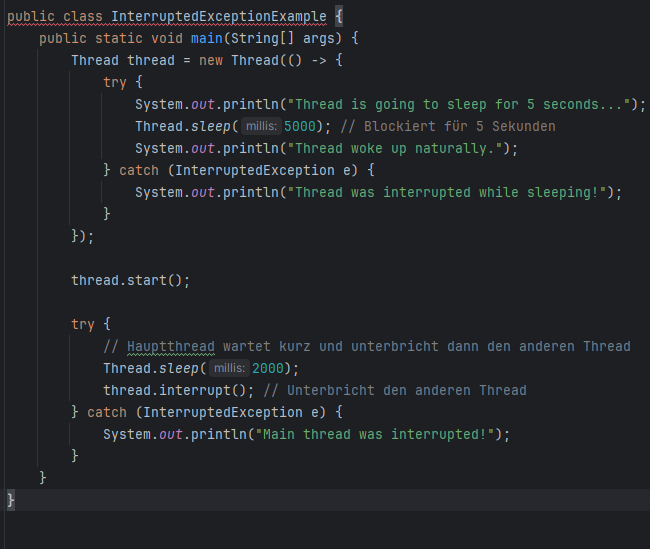 public class InterruptedExceptionExample {
public static void main(String[] args) {
Thread thread = new Thread(() -> {
try {
System.out.println("Thread is going to sleep for 5 seconds...");
Thread.sleep( millis: 5000); // Blockiert für 5 Sekunden
System.out.println("Thread woke up naturally.");
} catch (InterruptedException e) {
System.out.println("Thread was interrupted while sleeping!");
}
});
thread.start();
try {
// Hauptthread wartet kurz und unterbricht dann den anderen Thread
Thread.sleep( millis: 2000);
thread.interrupt(); // Unterbricht den anderen Thread
} catch (InterruptedException e) {
System.out.println("Main thread was interrupted!");
}
}
}